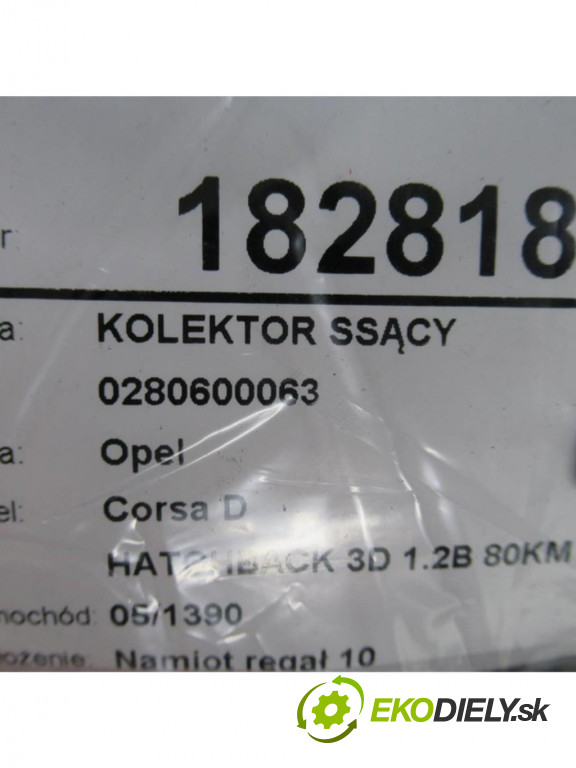 r 182818
a: KOLEKTOR SSĄCY
0280600063
a: Opel
el: Corsa D
HATCHBACK 3D 1.2B 80KM
mochód: 05/1390
ożenie: Namiot regał 10
EKODIELY.sk